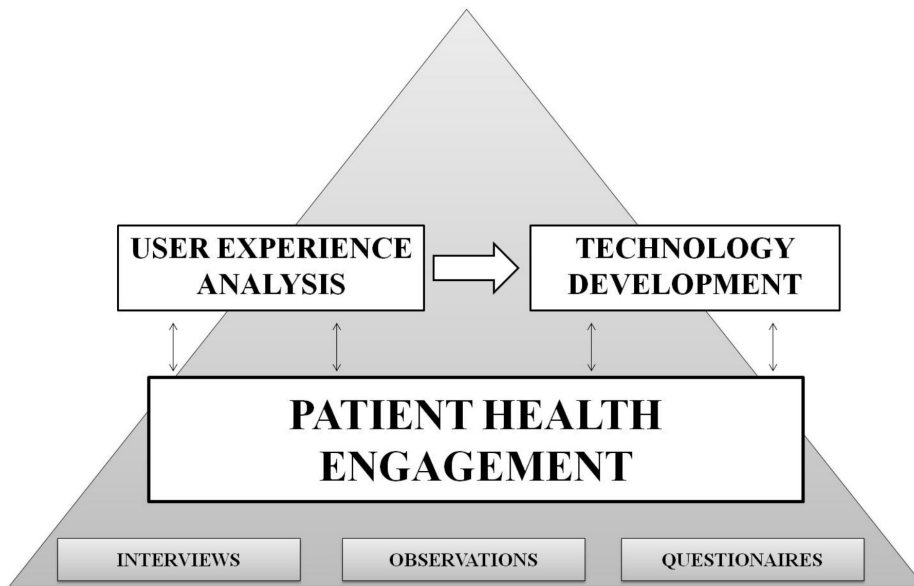 USER EXPERIENCE
ANALYSIS
TECHNOLOGY
DEVELOPMENT
PATIENT HEALTH
ENGAGEMENT
INTERVIEWS
OBSERVATIONS
QUESTIONAIRES